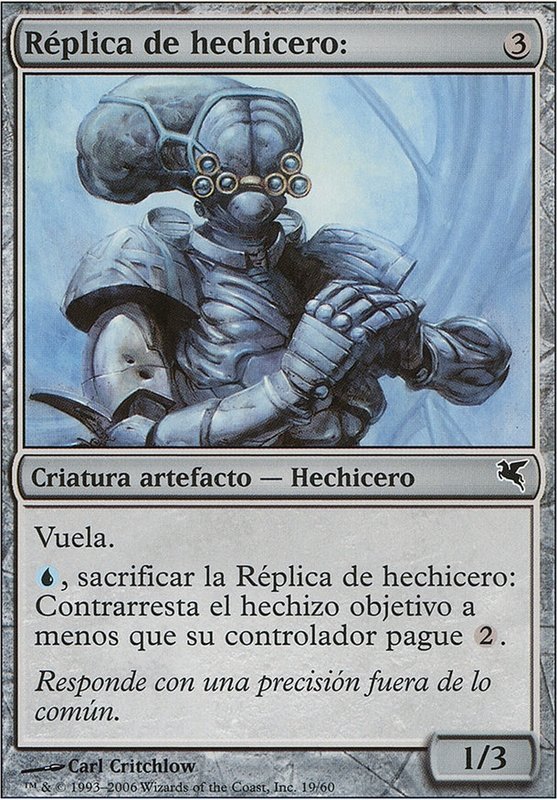 Réplica de hechicero: 3
Criatura artefacto — Hechicero
Vuela.
, sacrificar la Réplica de hechicero:
Contrarresta el hechizo objetivo a
menos que su controlador pague 2.
Responde con una precisión fuera de lo
común.
Carl Critchlow
1/3
™ & © 1993–2006 Wizards of the Coast, Inc. 19/60